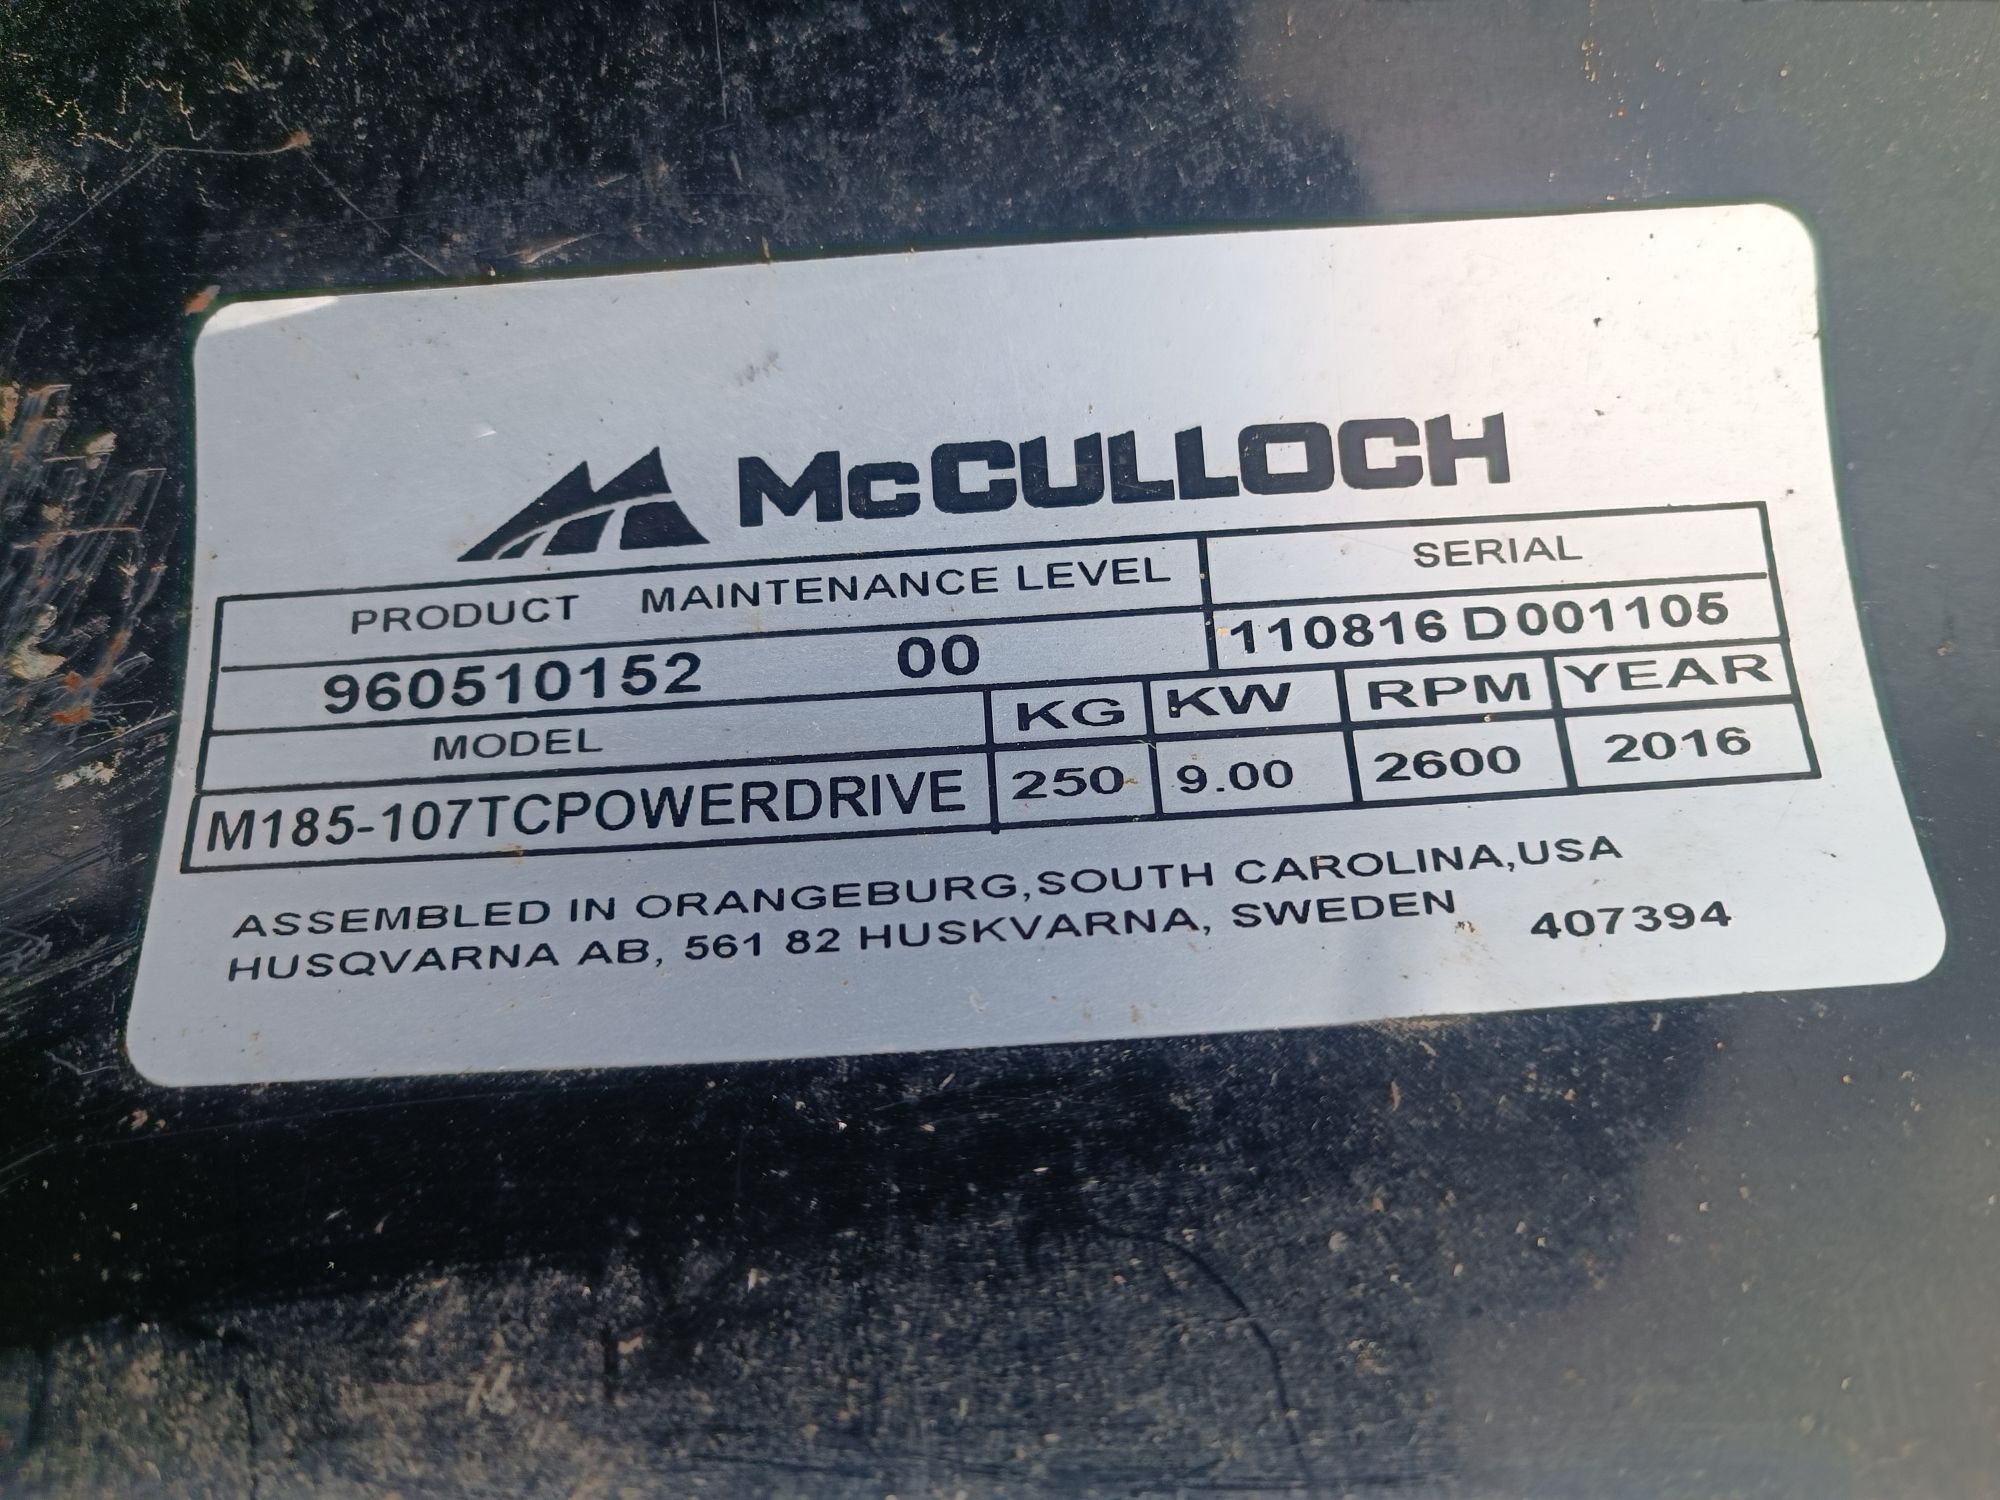 McCULLOCH
PRODUCT MAINTENANCE LEVEL SERIAL
960510152 00 110816 D 001105
MODEL KG KW RPM YEAR
M185-107TCPOWERDRIVE 250 9.00 2600 2016
ASSEMBLED IN ORANGEBURG,SOUTH CAROLINA,USA
HUSQVARNA AB, 561 82 HUSKVARNA, SWEDEN 407394